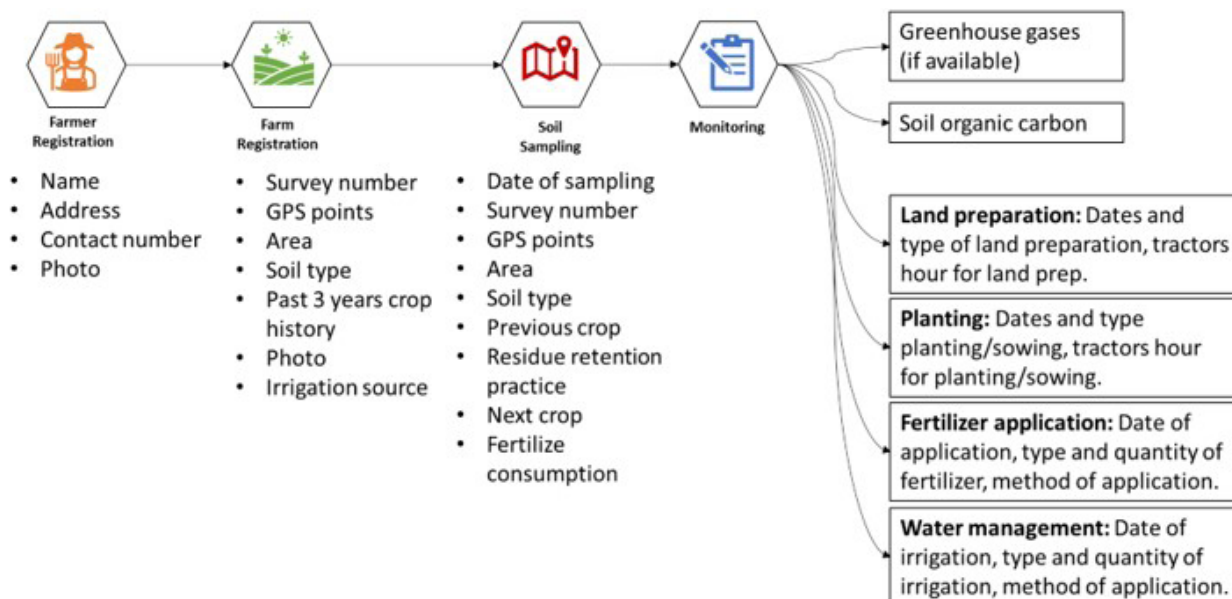 Farmer
Registration
• Name
• Address
• Contact number
• Photo
Farm
Registration
• Survey number
• GPS points
• Area
• Soil type
• Past 3 years crop
history
• Photo
• Irrigation source
Soil
Sampling
• Date of sampling
• Survey number
• GPS points
• Area
• Soil type
• Previous crop
• Residue retention
practice
• Next crop
• Fertilize
consumption
Monitoring
Greenhouse gases
(if available)
Soil organic carbon
Land preparation: Dates and
type of land preparation, tractors
hour for land prep.
Planting: Dates and type
planting/sowing, tractors hour
for planting/sowing.
Fertilizer application: Date of
application, type and quantity of
fertilizer, method of application.
Water management: Date of
irrigation, type and quantity of
irrigation, method of application.